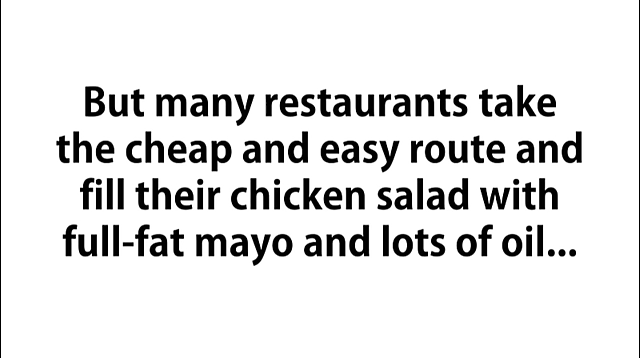 But many restaurants take
the cheap and easy route and
fill their chicken salad with
full-fat mayo and lots of oil...